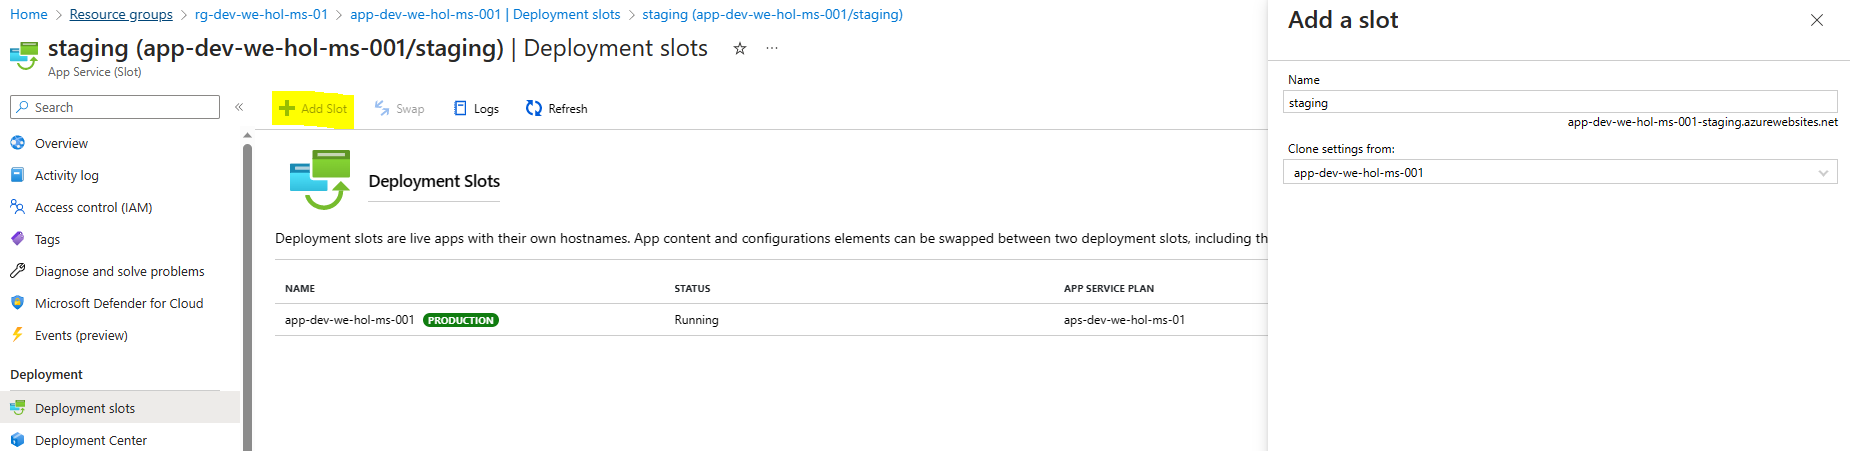 Home > Resource groups > rg-dev-we-hol-ms-01 > app-dev-we-hol-ms-001 | Deployment slots > staging (app-dev-we-hol-ms-001/staging)
staging (app-dev-we-hol-ms-001/staging) | Deployment slots
App Service (Slot)
Search
Overview
Activity log
Access control (IAM)
Tags
Diagnose and solve problems
Microsoft Defender for Cloud
Events (preview)
Deployment
Deployment slots
Deployment Center
Add Slot Swap Logs Refresh
Deployment Slots
Deployment slots are live apps with their own hostnames. App content and configurations elements can be swapped between two deployment slots, including th
NAME STATUS APP SERVICE PLAN
app-dev-we-hol-ms-001 PRODUCTION Running aps-dev-we-hol-ms-01
Add a slot
Name
staging
app-dev-we-hol-ms-001-staging.azurewebsites.net
Clone settings from:
app-dev-we-hol-ms-001